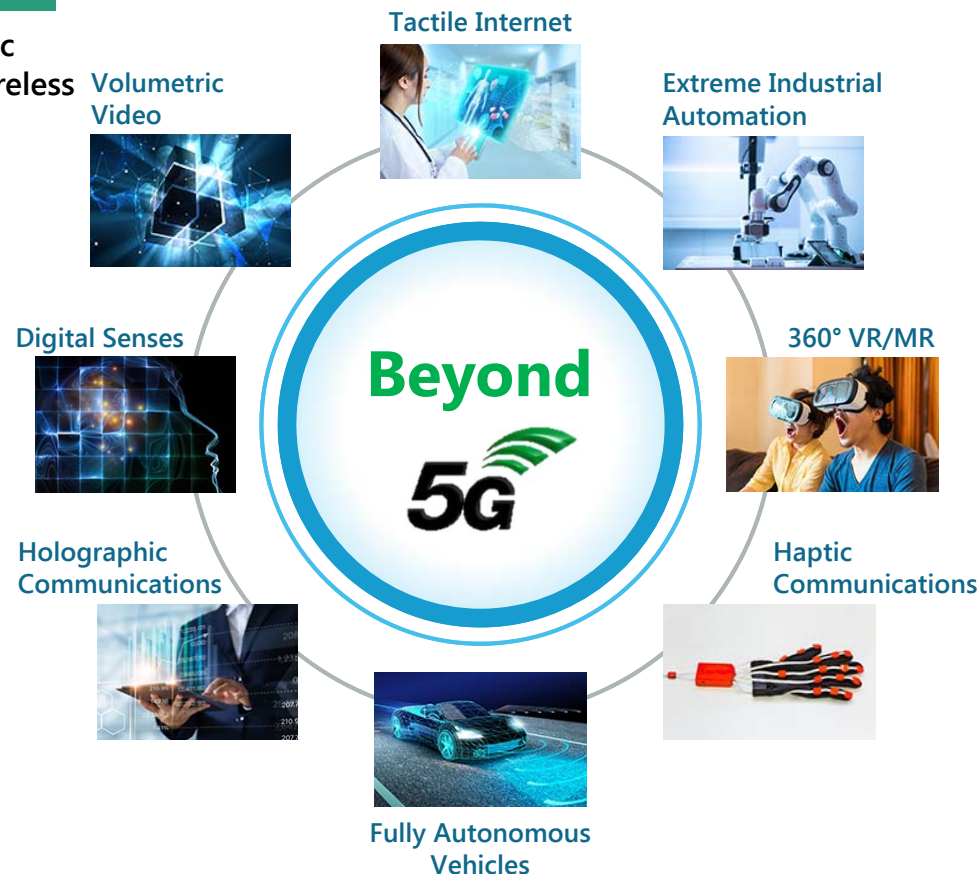 Tactile Internet
c
reless
Volumetric
Video
Extreme Industrial
Automation
Digital Senses
360° VR/MR
Beyond
5G
Holographic
Communications
Haptic
Communications
Fully Autonomous
Vehicles